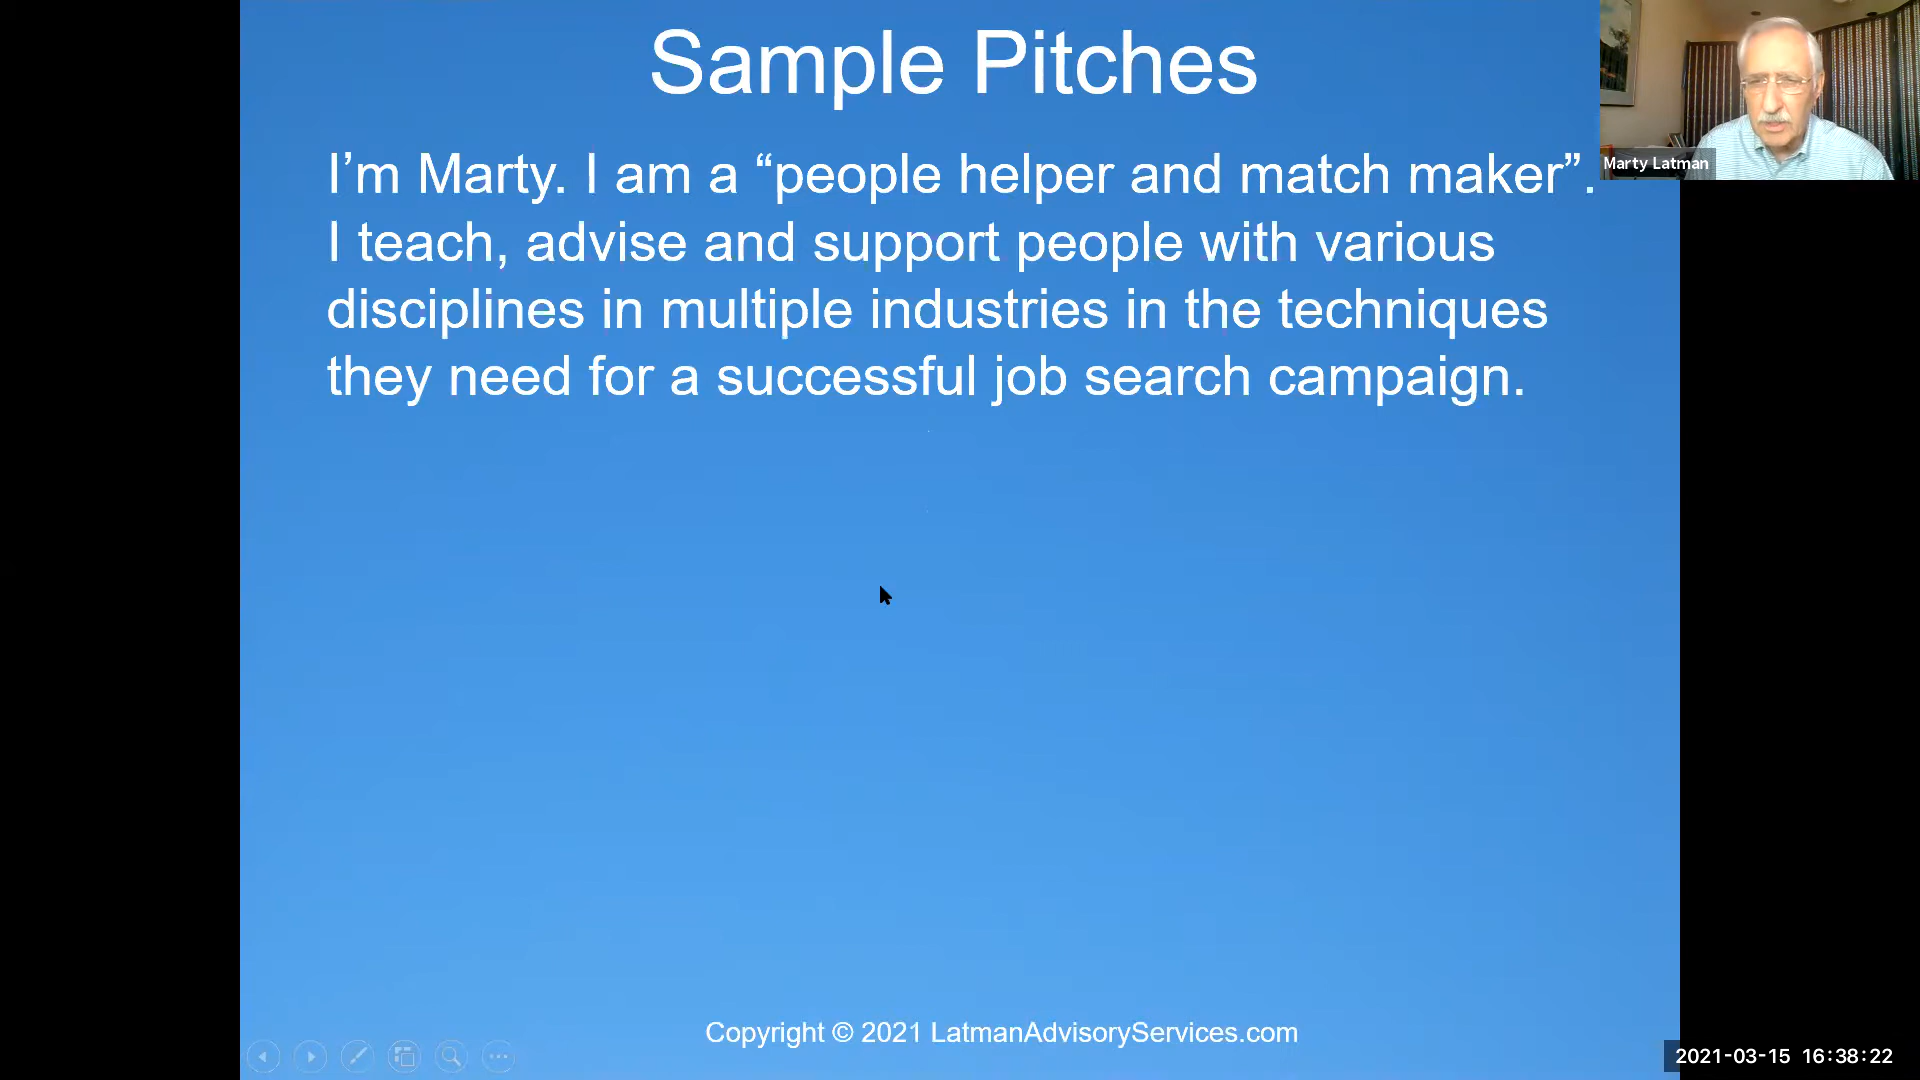 Sample Pitches
I’m Marty. I am a “people helper and match maker”.
I teach, advise and support people with various
disciplines in multiple industries in the techniques
they need for a successful job search campaign.
Marty Latman
Copyright © 2021 LatmanAdvisoryServices.com
2021-03-15 16:38:22